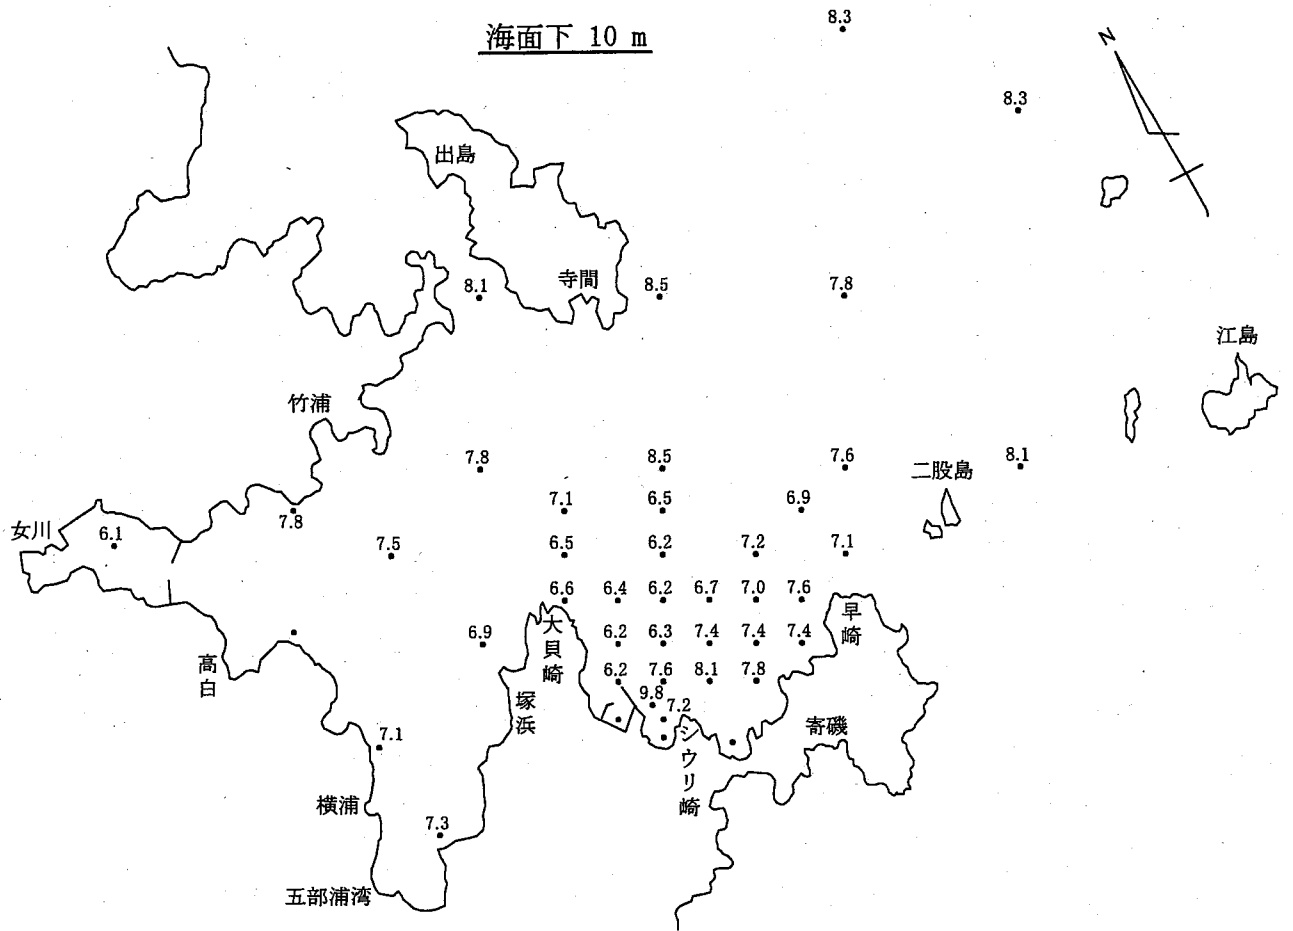 海面下 10 m
8.3
N
8.3
出島
寺間
8.1
8.5
7.8
江島
竹浦
7.8
8.5
7.6
8.1
二股島
7.1
6.5
6.9
女川
6.1
7.8
7.5
6.5
6.2
7.2
7.1
6.6
6.4
6.2
6.7
7.0
7.6
6.9
大貝崎
6.2
6.3
7.4
7.4
7.4
早崎
高白
6.2
7.6
8.1
7.8
塚浜
9.8
7.2
シウリ崎
寄磯
7.1
横浦
7.3
五部浦湾